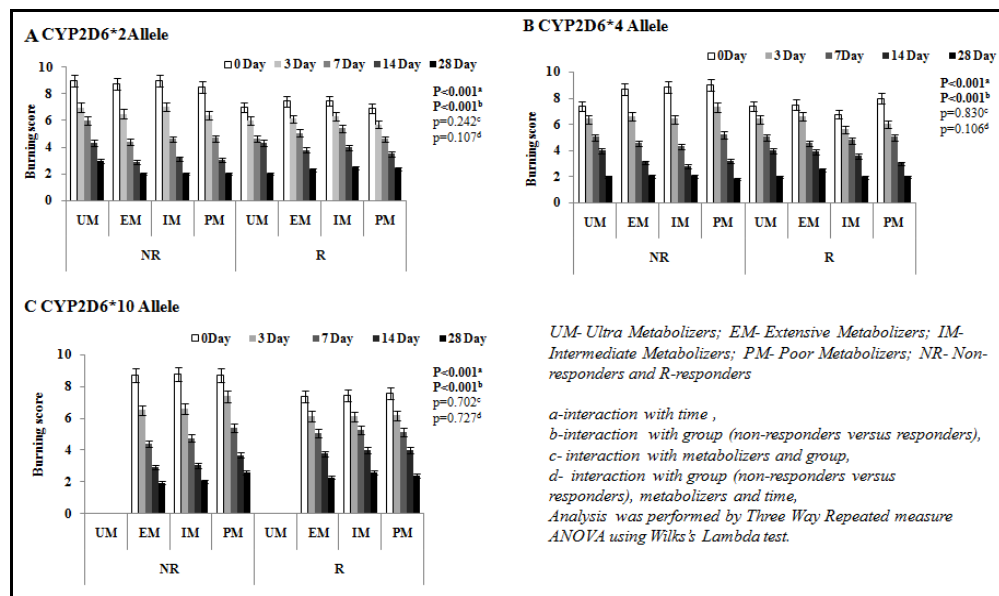 A CYP2D6*2 Allele
0 Day 3 Day 7 Day 14 Day 28 Day
Burning score
10
8
6
4
2
0
P<0.001ᵃ
P<0.001ᵇ
p=0.242ᶜ
p=0.107ᵈ
UM EM IM PM UM EM IM PM
NR R
B CYP2D6*4 Allele
0 Day 3 Day 7 Day 14 Day 28 Day
Burning score
10
8
6
4
2
0
P<0.001ᵃ
P<0.001ᵇ
p=0.830ᶜ
p=0.106ᵈ
UM EM IM PM UM EM IM PM
NR R
C CYP2D6*10 Allele
0Day 3 Day 7 Day 14 Day 28 Day
Burning score
10
8
6
4
2
0
P<0.001ᵃ
P<0.001ᵇ
p=0.702ᶜ
p=0.727ᵈ
UM EM IM PM UM EM IM PM
NR R
UM- Ultra Metabolizers; EM- Extensive Metabolizers; IM-
Intermediate Metabolizers; PM- Poor Metabolizers; NR- Non-
responders and R-responders
a-interaction with time ,
b-interaction with group (non-responders versus responders),
c- interaction with metabolizers and group,
d- interaction with group (non-responders versus
responders), metabolizers and time,
Analysis was performed by Three Way Repeated measure
ANOVA using Wilks's Lambda test.